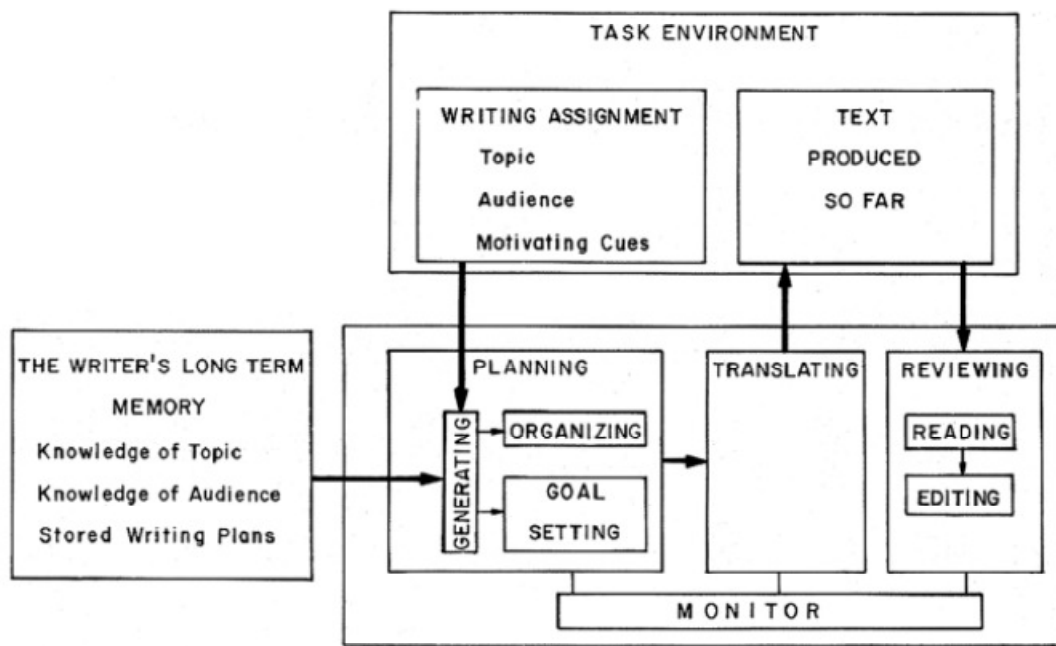 TASK ENVIRONMENT
WRITING ASSIGNMENT
Topic
Audience
Motivating Cues
TEXT
PRODUCED
SO FAR
THE WRITER'S LONG TERM
MEMORY
Knowledge of Topic
Knowledge of Audience
Stored Writing Plans
PLANNING
GENERATING
ORGANIZING
GOAL
SETTING
TRANSLATING
REVIEWING
READING
EDITING
MONITOR